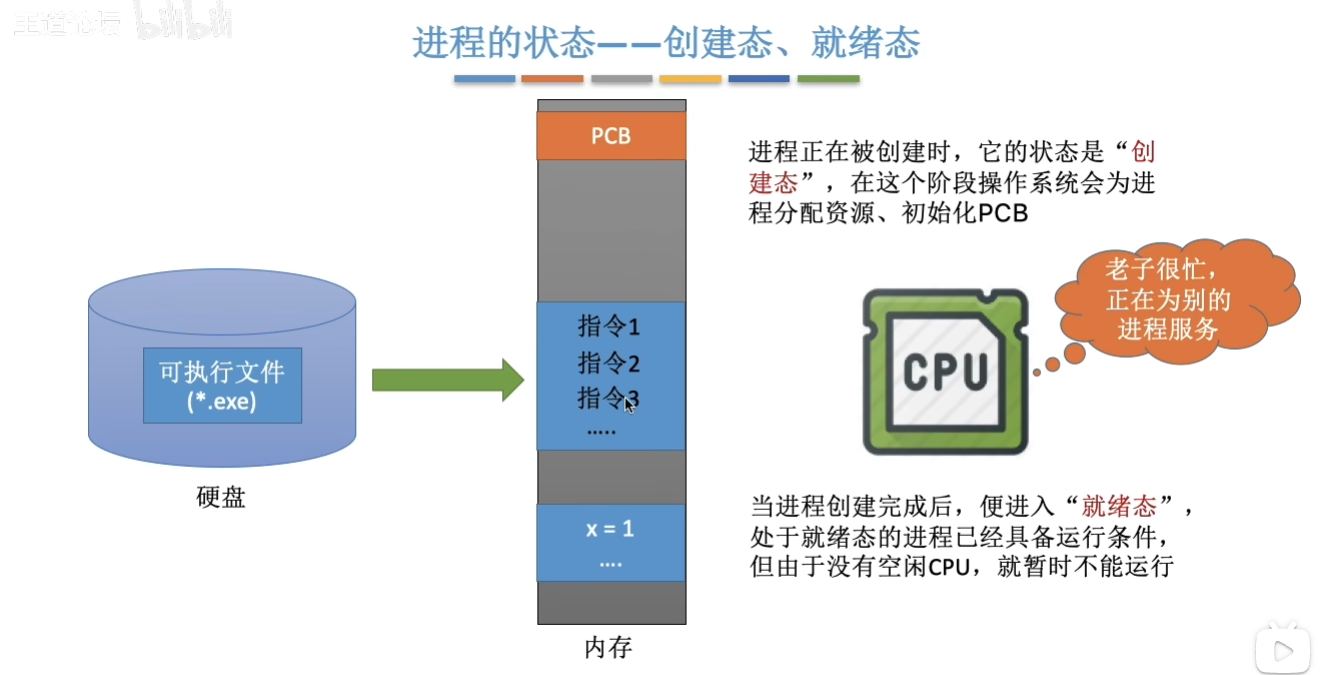 王道论坛 bilibili
进程的状态——创建态、就绪态
PCB
进程正在被创建时，它的状态是“创
建态”，在这个阶段操作系统会为进
程分配资源、初始化PCB
老子很忙，
正在为别的
进程服务
指令1
指令2
指令3
.....
CPU
可执行文件
(*.exe)
硬盘
当进程创建完成后，便进入“就绪态”，
处于就绪态的进程已经具备运行条件，
但由于没有空闲CPU，就暂时不能运行
x = 1
....
内存